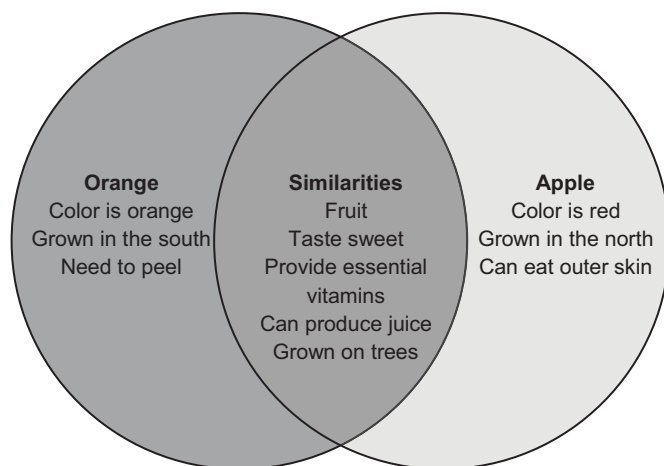 Orange
Color is orange
Grown in the south
Need to peel
Similarities
Fruit
Taste sweet
Provide essential
vitamins
Can produce juice
Grown on trees
Apple
Color is red
Grown in the north
Can eat outer skin